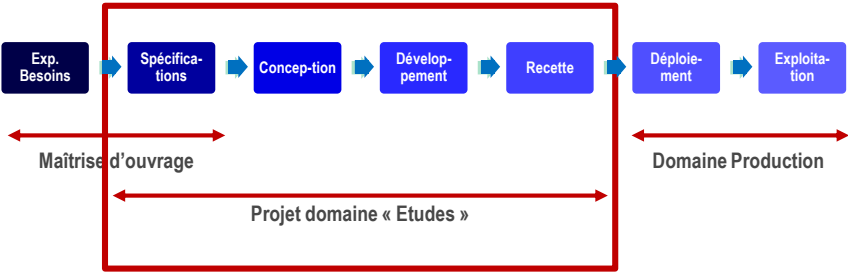 Exp.
Besoins
Spécifica-
tions
Concep-tion
Dévelop-
pement
Recette
Déploie-
ment
Exploita-
tion
Maîtrise d’ouvrage
Domaine Production
Projet domaine « Etudes »